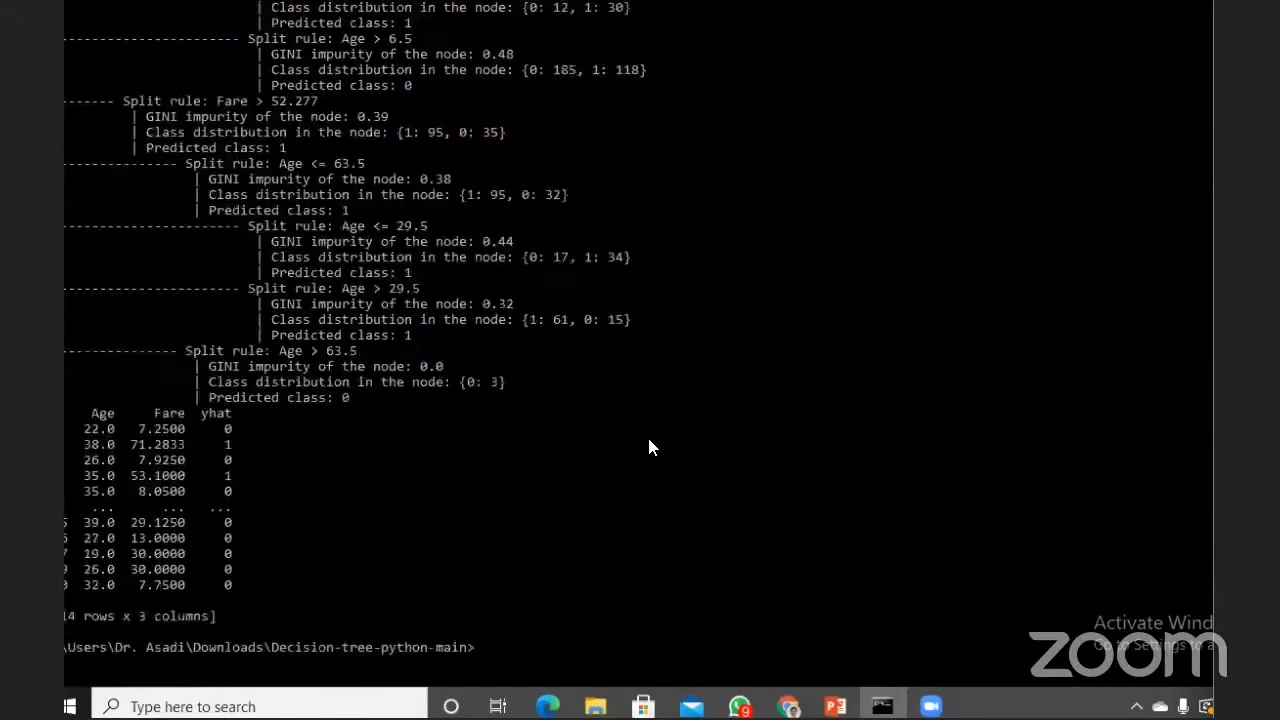 | Class distribution in the node: {0: 12, 1: 30}
| Predicted class: 1
---------------------- Split rule: Age > 6.5
| GINI impurity of the node: 0.48
| Class distribution in the node: {0: 185, 1: 118}
| Predicted class: 0
------ Split rule: Fare > 52.277
| GINI impurity of the node: 0.39
| Class distribution in the node: {1: 95, 0: 35}
| Predicted class: 1
-------------- Split rule: Age <= 63.5
| GINI impurity of the node: 0.38
| Class distribution in the node: {1: 95, 0: 32}
| Predicted class: 1
---------------------- Split rule: Age <= 29.5
| GINI impurity of the node: 0.44
| Class distribution in the node: {0: 17, 1: 34}
| Predicted class: 1
---------------------- Split rule: Age > 29.5
| GINI impurity of the node: 0.32
| Class distribution in the node: {1: 61, 0: 15}
| Predicted class: 1
-------------- Split rule: Age > 63.5
| GINI impurity of the node: 0.0
| Class distribution in the node: {0: 3}
| Predicted class: 0
Age Fare yhat
22.0 7.2500 0
38.0 71.2833 1
26.0 7.9250 0
35.0 53.1000 1
35.0 8.0500 0
... ... ...
39.0 29.1250 0
27.0 13.0000 0
19.0 30.0000 0
26.0 30.0000 0
32.0 7.7500 0
14 rows x 3 columns]
\Users\Dr. Asadi\Downloads\Decision-tree-python-main>
Activate Wind
Go to Settings to a
zoom
Type here to search
9